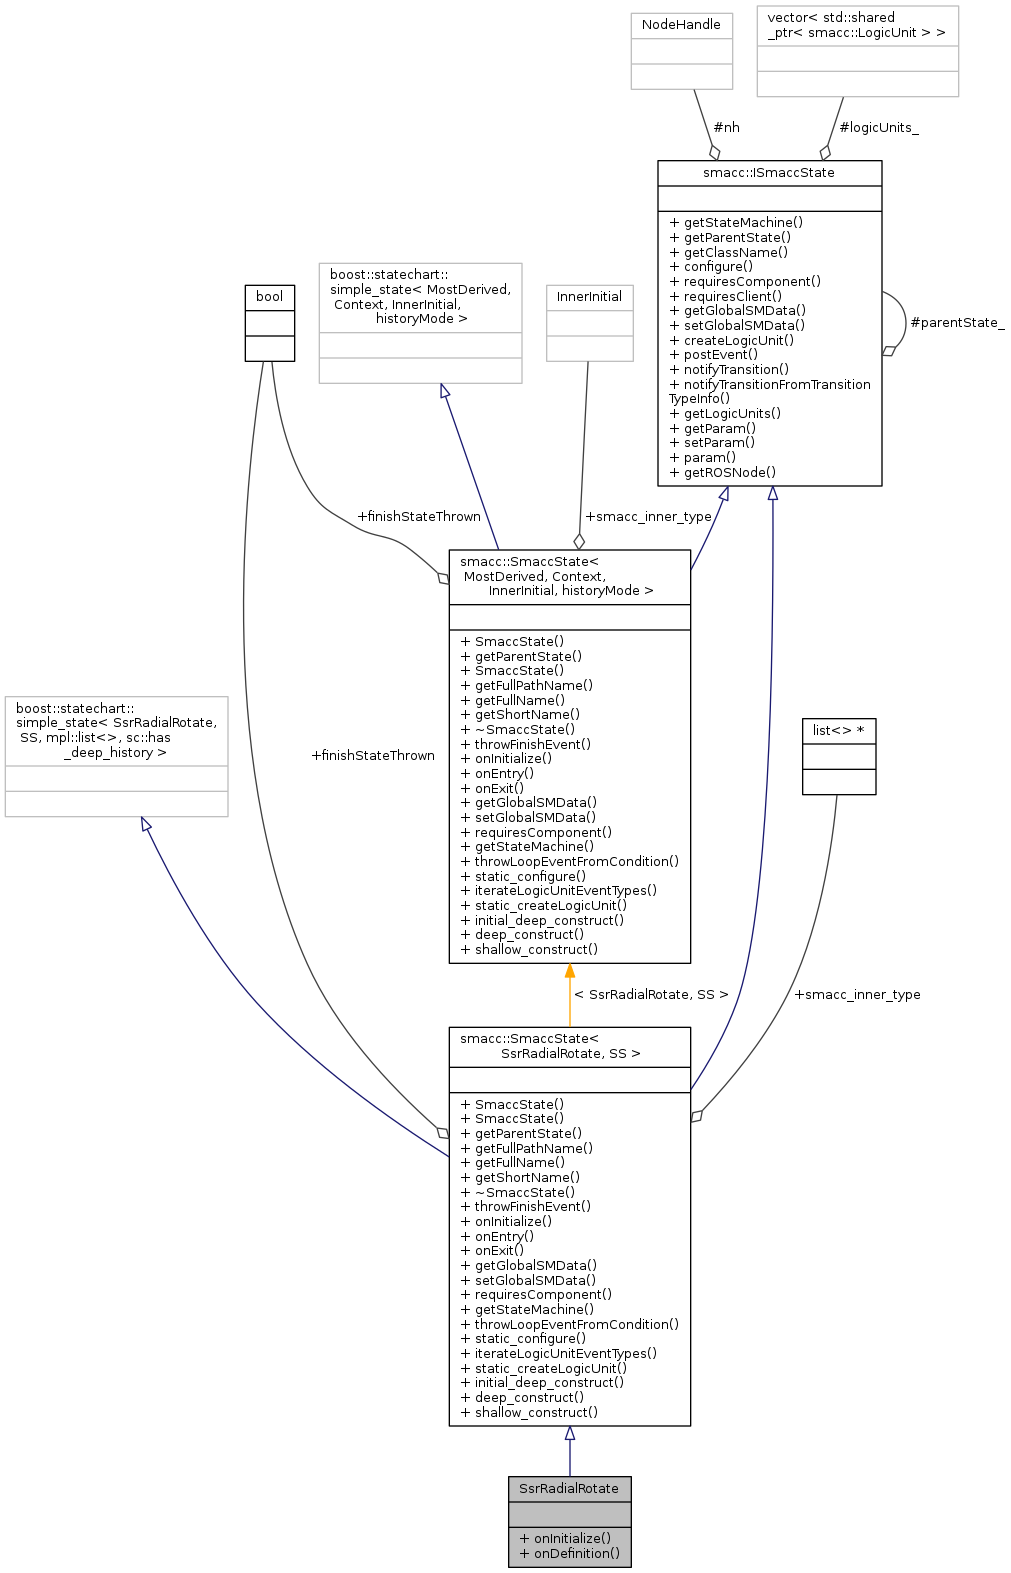 NodeHandle
vector< std::shared
_ptr< smacc::LogicUnit > >
#nh
#logicUnits_
smacc::ISmaccState
+ getStateMachine()
+ getParentState()
+ getClassName()
+ configure()
+ requiresComponent()
+ requiresClient()
+ getGlobalSMData()
+ setGlobalSMData()
+ createLogicUnit()
+ postEvent()
+ notifyTransition()
+ notifyTransitionFromTransition
TypeInfo()
+ getLogicUnits()
+ getParam()
+ setParam()
+ param()
+ getROSNode()
#parentState_
bool
boost::statechart::
simple_state< MostDerived,
Context, InnerInitial,
historyMode >
InnerInitial
+finishStateThrown
+smacc_inner_type
smacc::SmaccState<
MostDerived, Context,
InnerInitial, historyMode >
+ SmaccState()
+ getParentState()
+ SmaccState()
+ getFullPathName()
+ getFullName()
+ getShortName()
+ ~SmaccState()
+ throwFinishEvent()
+ onInitialize()
+ onEntry()
+ onExit()
+ getGlobalSMData()
+ setGlobalSMData()
+ requiresComponent()
+ getStateMachine()
+ throwLoopEventFromCondition()
+ static_configure()
+ iterateLogicUnitEventTypes()
+ static_createLogicUnit()
+ initial_deep_construct()
+ deep_construct()
+ shallow_construct()
boost::statechart::
simple_state< SsrRadialRotate,
SS, mpl::list<>, sc::has
_deep_history >
+finishStateThrown
list<> *
< SsrRadialRotate, SS >
+smacc_inner_type
smacc::SmaccState<
SsrRadialRotate, SS >
+ SmaccState()
+ SmaccState()
+ getParentState()
+ getFullPathName()
+ getFullName()
+ getShortName()
+ ~SmaccState()
+ throwFinishEvent()
+ onInitialize()
+ onEntry()
+ onExit()
+ getGlobalSMData()
+ setGlobalSMData()
+ requiresComponent()
+ getStateMachine()
+ throwLoopEventFromCondition()
+ static_configure()
+ iterateLogicUnitEventTypes()
+ static_createLogicUnit()
+ initial_deep_construct()
+ deep_construct()
+ shallow_construct()
SsrRadialRotate
+ onInitialize()
+ onDefinition()